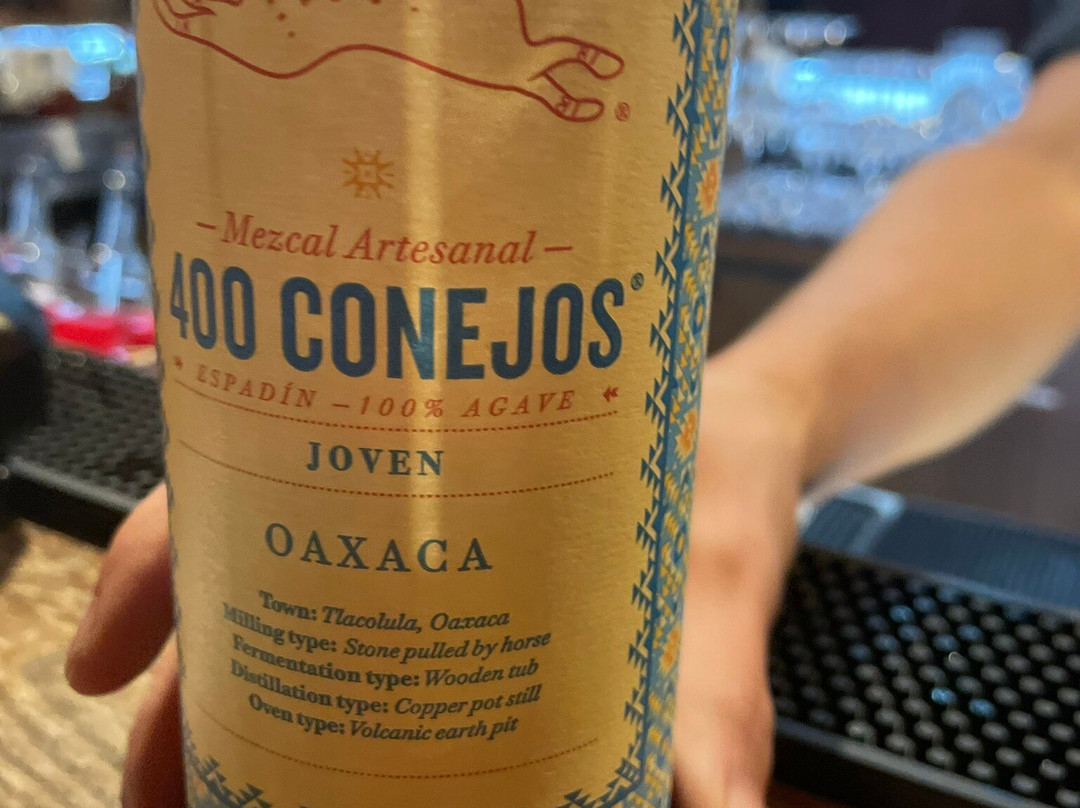 ®
–Mezcal Artesanal–
400 CONEJOS®
ESPADÍN –100% AGAVE
JOVEN
OAXACA
Town: Tlacolula, Oaxaca
Milling type: Stone pulled by horse
Fermentation type: Wooden tub
Distillation type: Copper pot still
Oven type: Volcanic earth pit